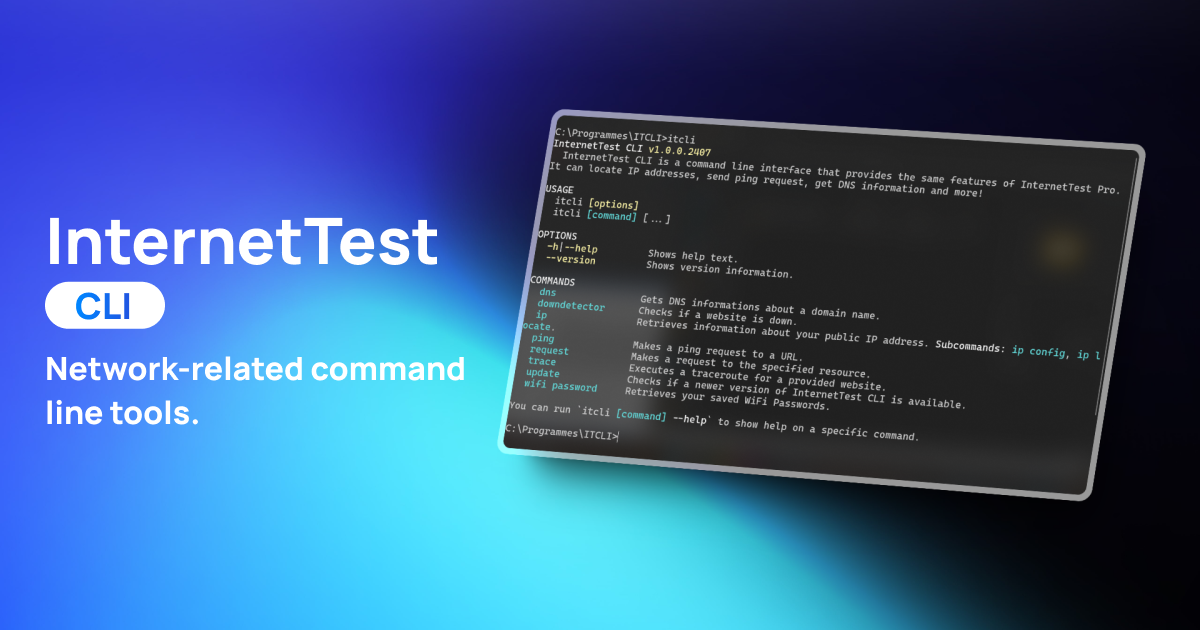 InternetTest
CLI
Network-related command
line tools.
C:\Programmes\ITCLI>itcli
InternetTest CLI v1.0.0.2407
InternetTest CLI is a command line interface that provides the same features of InternetTest Pro.
It can locate IP addresses, send ping request, get DNS information and more!
USAGE
itcli [options]
itcli [command] [...]
OPTIONS
-h|--help Shows help text.
--version Shows version information.
COMMANDS
dns Gets DNS informations about a domain name.
downdetector Checks if a website is down.
ip Retrieves information about your public IP address. Subcommands: ip config, ip l
ocate.
ping Makes a ping request to a URL.
request Makes a request to the specified resource.
trace Executes a traceroute for a provided website.
update Checks if a newer version of InternetTest CLI is available.
wifi password Retrieves your saved WiFi Passwords.
You can run `itcli [command] --help` to show help on a specific command.
C:\Programmes\ITCLI>